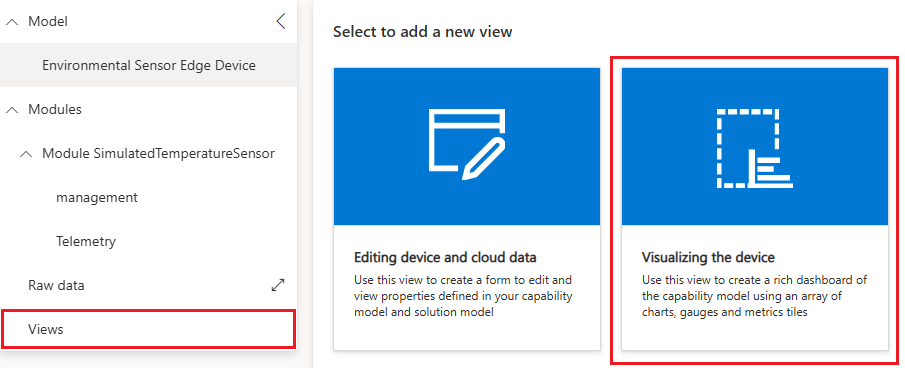 Model
Environmental Sensor Edge Device
Modules
Module SimulatedTemperatureSensor
management
Telemetry
Raw data
Views
Select to add a new view
Editing device and cloud data
Use this view to create a form to edit and
view properties defined in your capability
model and solution model
Visualizing the device
Use this view to create a rich dashboard of
the capability model using an array of
charts, gauges and metrics tiles